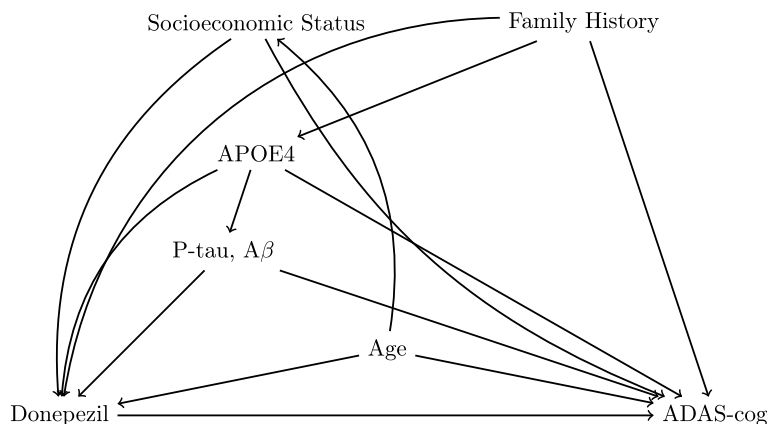 Socioeconomic Status
Family History
APOE4
P-tau, Aβ
Age
Donepezil
ADAS-cog